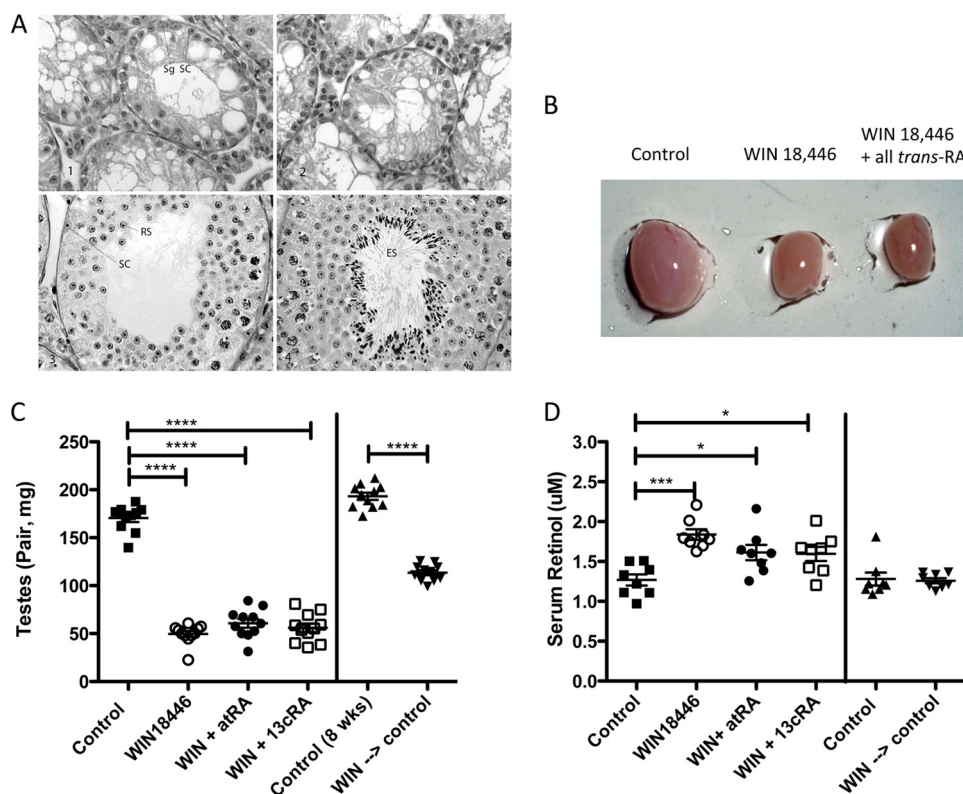 A
Sg SC
1
2
RS
SC
3
ES
4
B
Control
WIN 18,446
WIN 18,446
+ all trans-RA
C
****
****
****
****
Testes (Pair, mg)
250
200
150
100
50
0
Control
WIN18446
WIN + atRA
WIN + 13cRA
Control (8 wks)
WIN --> control
D
*
*
***
Serum Retinol (uM)
3.0
2.5
2.0
1.5
1.0
0.5
0.0
Control
WIN18446
WIN+ atRA
WIN + 13cRA
Control
WIN --> control